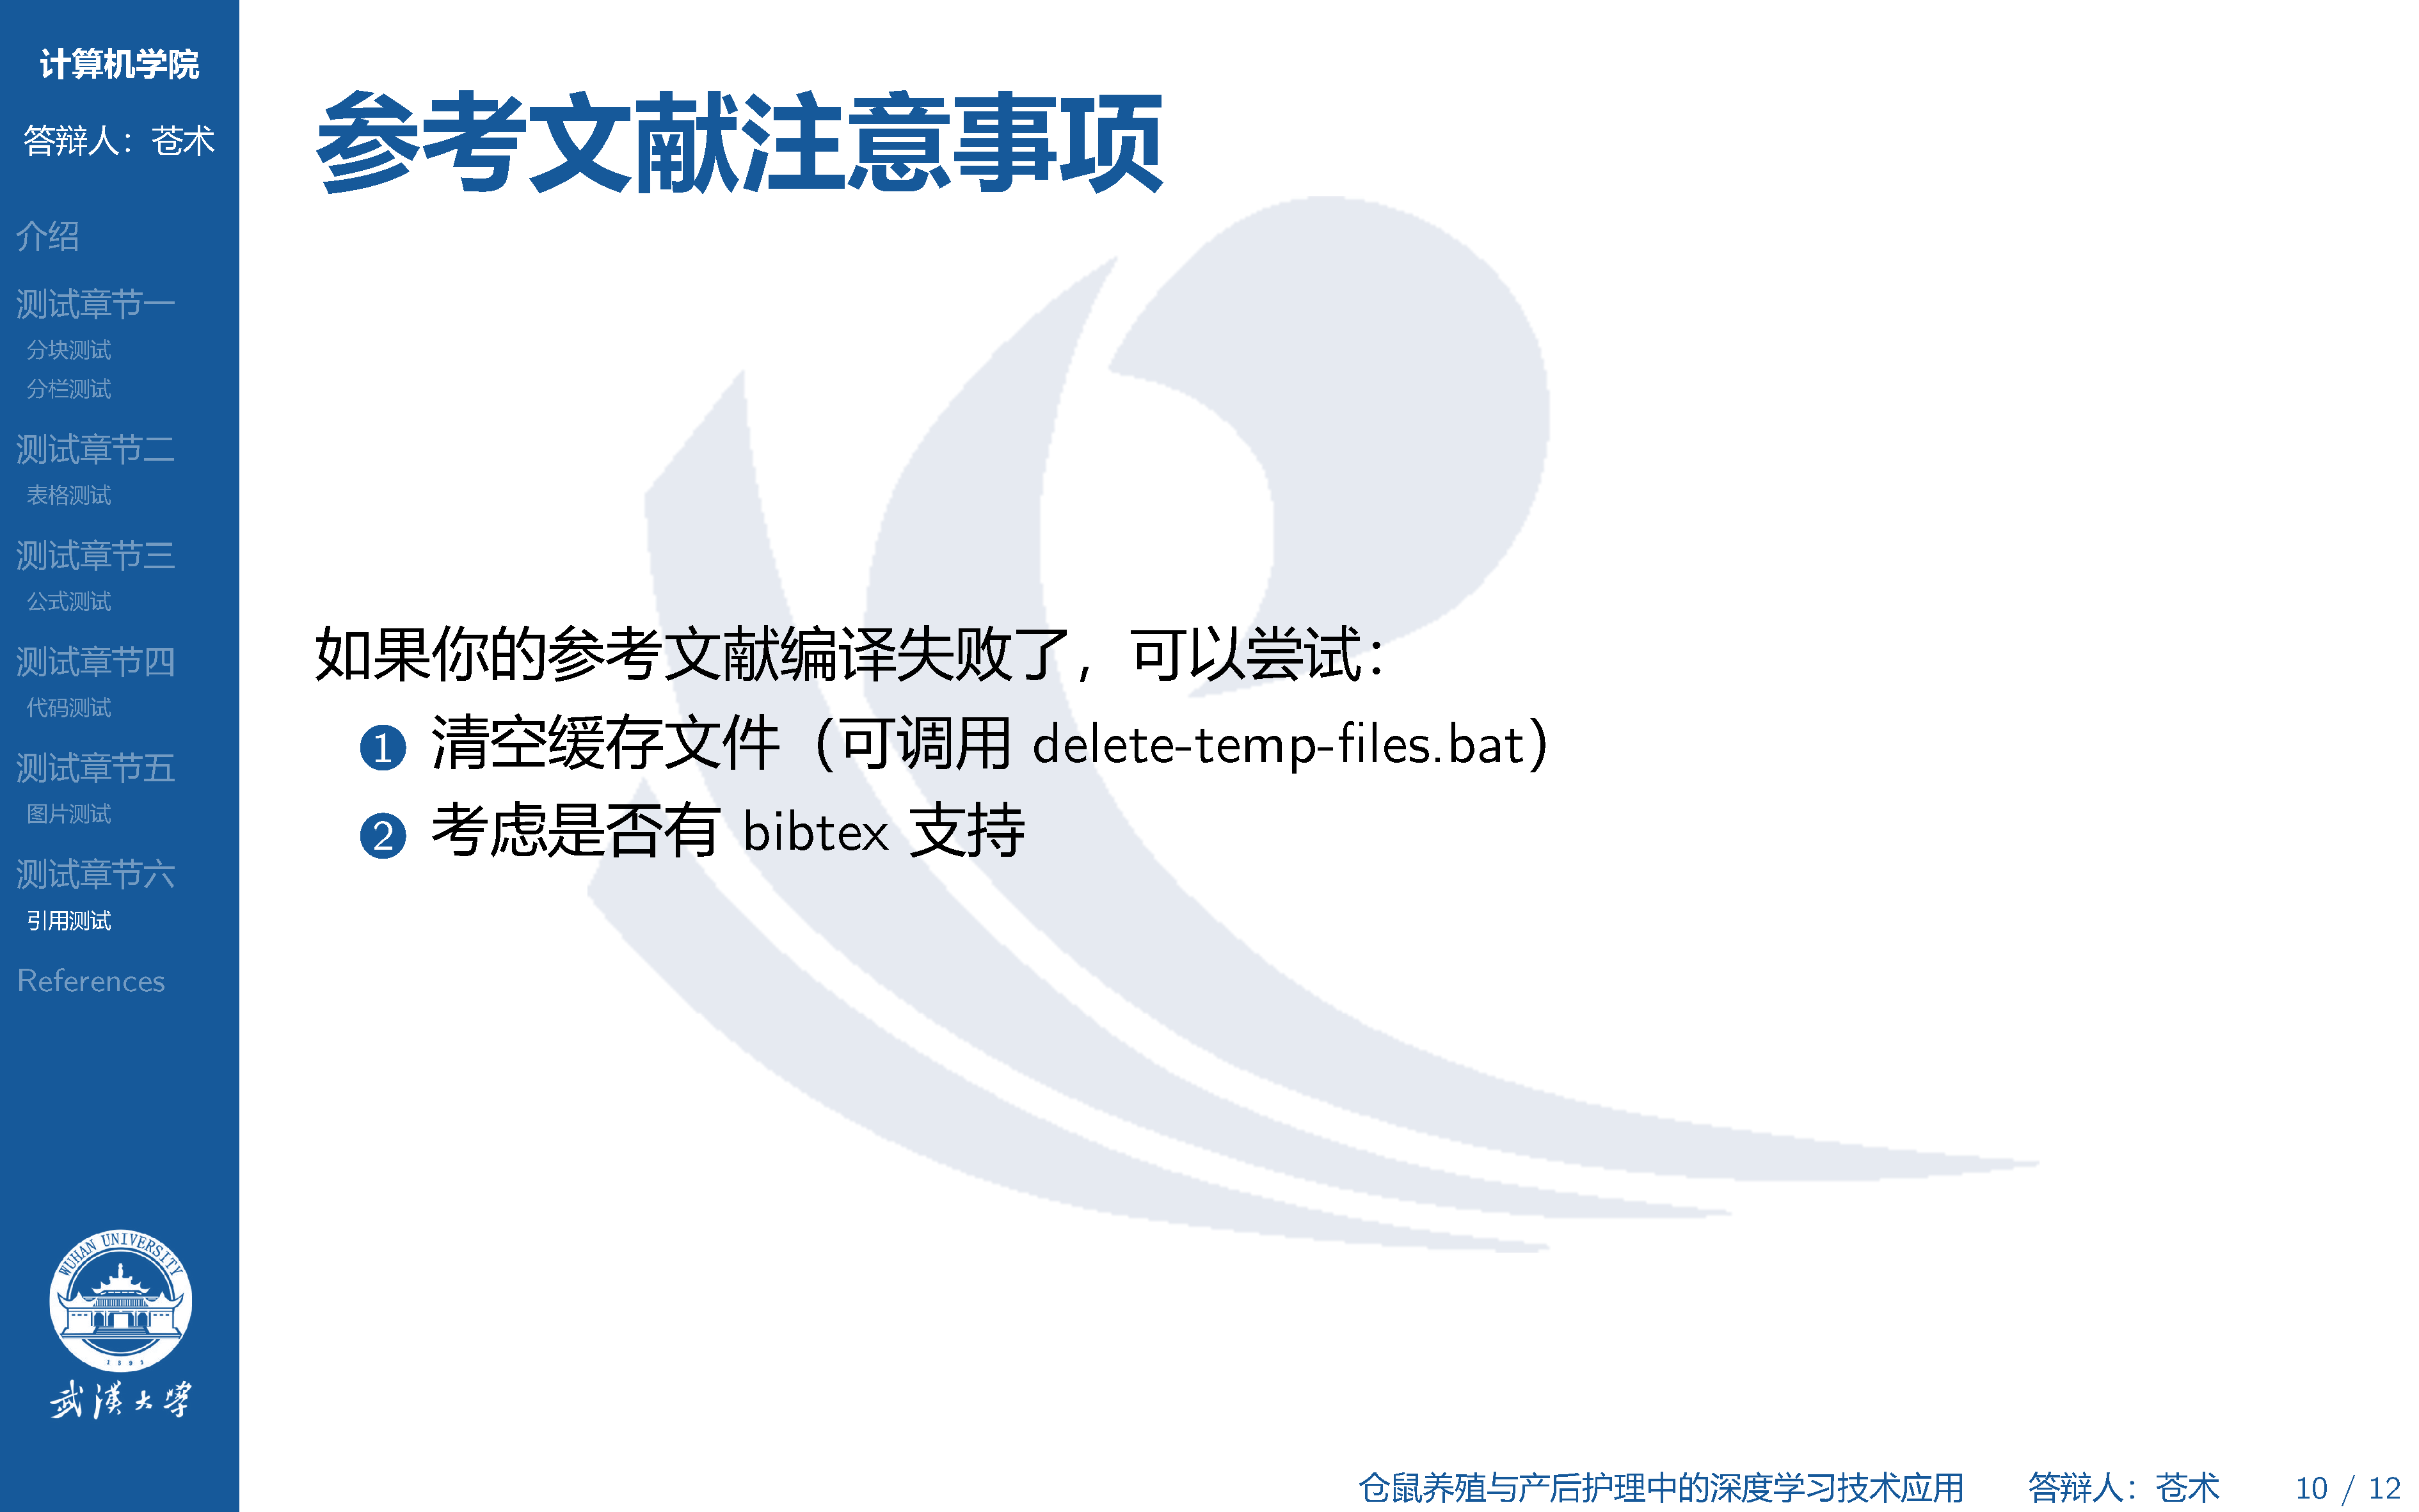 计算机学院
答辩人：苍术
介绍
测试章节一
分块测试
分栏测试
测试章节二
表格测试
测试章节三
公式测试
测试章节四
代码测试
测试章节五
图片测试
测试章节六
引用测试
References
WUHAN UNIVERSITY
1893
武漢大學
参考文献注意事项
如果你的参考文献编译失败了，可以尝试：
1 清空缓存文件（可调用 delete-temp-files.bat）
2 考虑是否有 bibtex 支持
仓鼠养殖与产后护理中的深度学习技术应用 答辩人：苍术 10 / 12